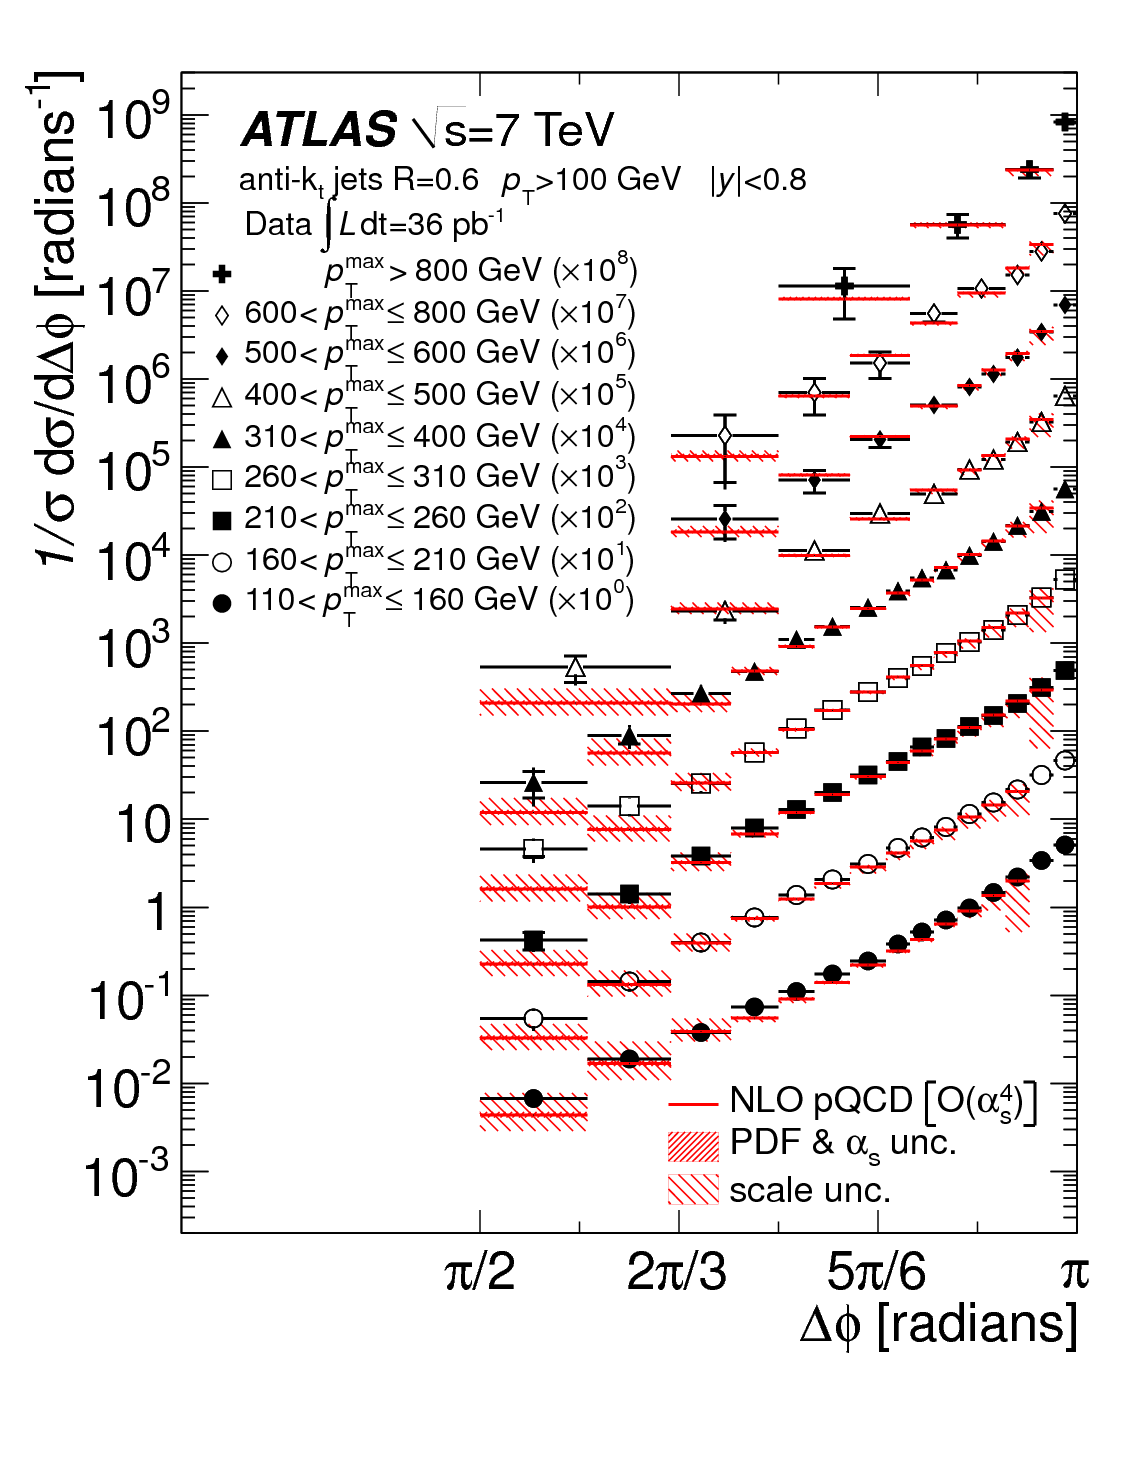 ATLAS √s=7 TeV
anti-kt jets R=0.6 pT>100 GeV |y|<0.8
Data ∫L dt=36 pb-1
pTmax > 800 GeV (×10^8)
600< pTmax ≤ 800 GeV (×10^7)
500< pTmax ≤ 600 GeV (×10^6)
400< pTmax ≤ 500 GeV (×10^5)
310< pTmax ≤ 400 GeV (×10^4)
260< pTmax ≤ 310 GeV (×10^3)
210< pTmax ≤ 260 GeV (×10^2)
160< pTmax ≤ 210 GeV (×10^1)
110< pTmax ≤ 160 GeV (×10^0)
1/σ dσ/dΔϕ [radians-1]
10^9
10^8
10^7
10^6
10^5
10^4
10^3
10^2
10
1
10^-1
10^-2
10^-3
NLO pQCD [O(αs^4)]
PDF & αs unc.
scale unc.
π/2 2π/3 5π/6 π
Δϕ [radians]